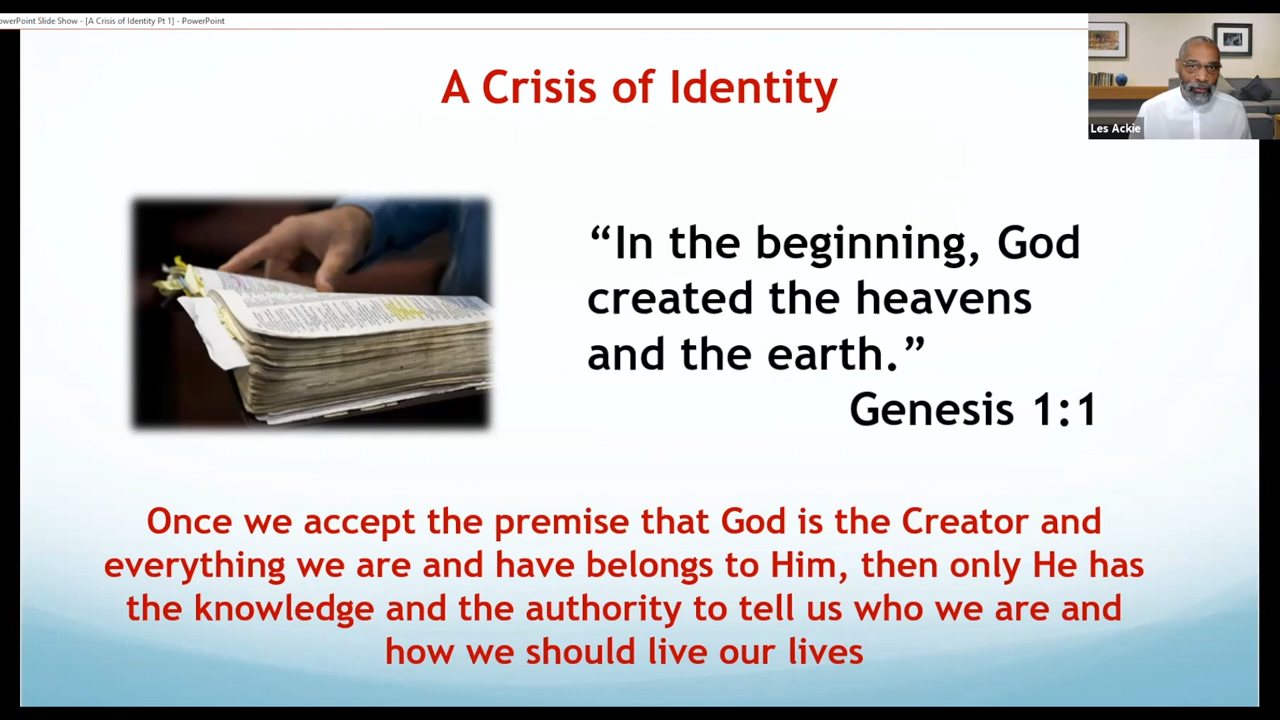 PowerPoint Slide Show - [A Crisis of Identity Pt 1] - PowerPoint
A Crisis of Identity
Les Ackie
“In the beginning, God
created the heavens
and the earth.”
Genesis 1:1
Once we accept the premise that God is the Creator and
everything we are and have belongs to Him, then only He has
the knowledge and the authority to tell us who we are and
how we should live our lives